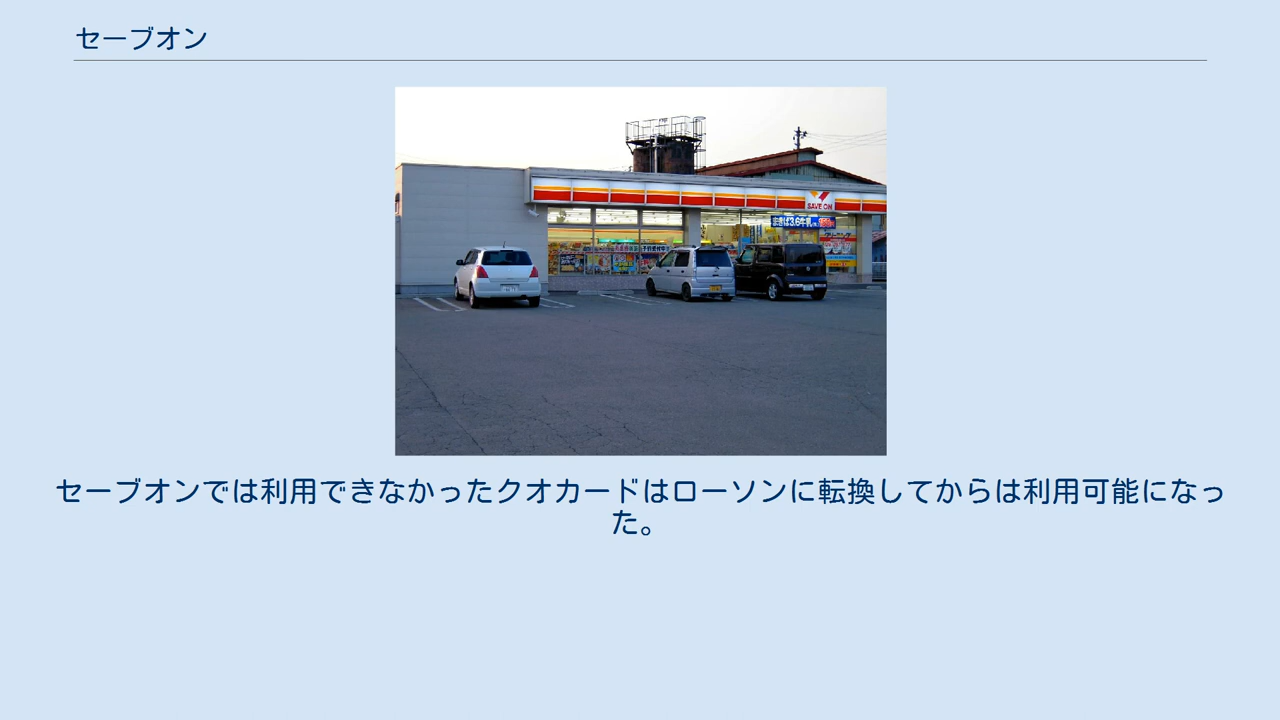 セーブオン
SAVE ON
セーブオンでは利用できなかったクオカードはローソンに転換してからは利用可能になっ
た。